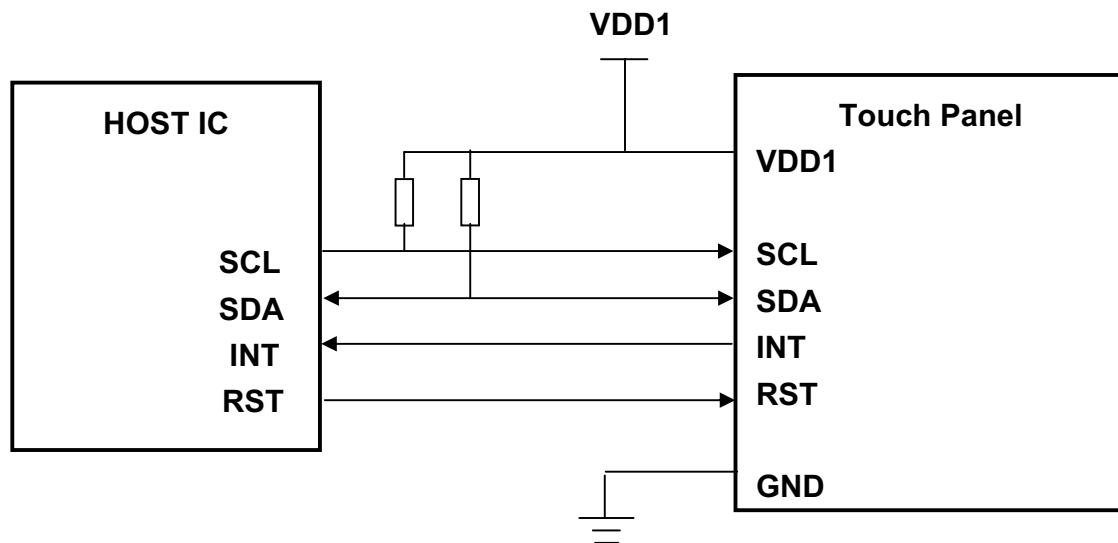 VDD1
HOST IC
SCL
SDA
INT
RST
Touch Panel
VDD1
SCL
SDA
INT
RST
GND